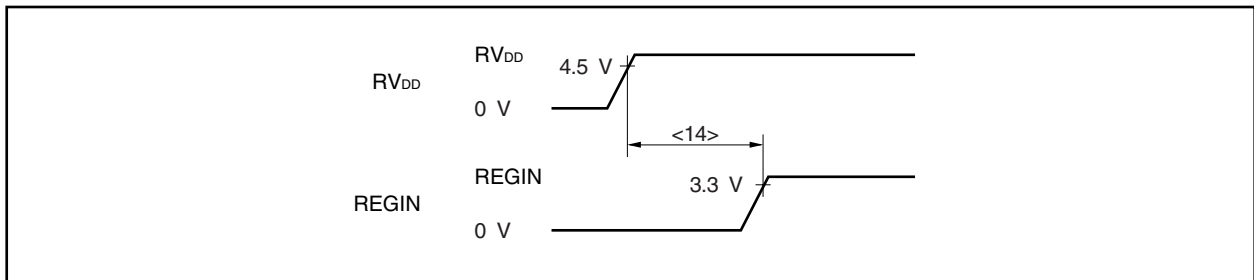 RVDD
RVDD
4.5 V
0 V
<14>
REGIN
REGIN
3.3 V
0 V